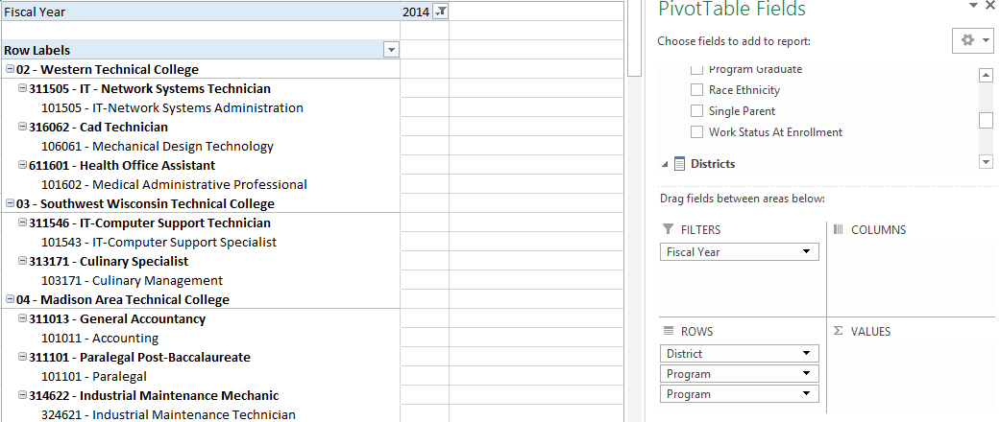 Fiscal Year 2014
Row Labels
02 - Western Technical College
311505 - IT - Network Systems Technician
101505 - IT-Network Systems Administration
316062 - Cad Technician
106061 - Mechanical Design Technology
611601 - Health Office Assistant
101602 - Medical Administrative Professional
03 - Southwest Wisconsin Technical College
311546 - IT-Computer Support Technician
101543 - IT-Computer Support Specialist
313171 - Culinary Specialist
103171 - Culinary Management
04 - Madison Area Technical College
311013 - General Accountancy
101011 - Accounting
311101 - Paralegal Post-Baccalaureate
101101 - Paralegal
314622 - Industrial Maintenance Mechanic
324621 - Industrial Maintenance Technician
PivotTable Fields
Choose fields to add to report:
Program Graduate
Race Ethnicity
Single Parent
Work Status At Enrollment
Districts
Drag fields between areas below:
FILTERS
Fiscal Year
COLUMNS
ROWS
District
Program
Program
Σ VALUES